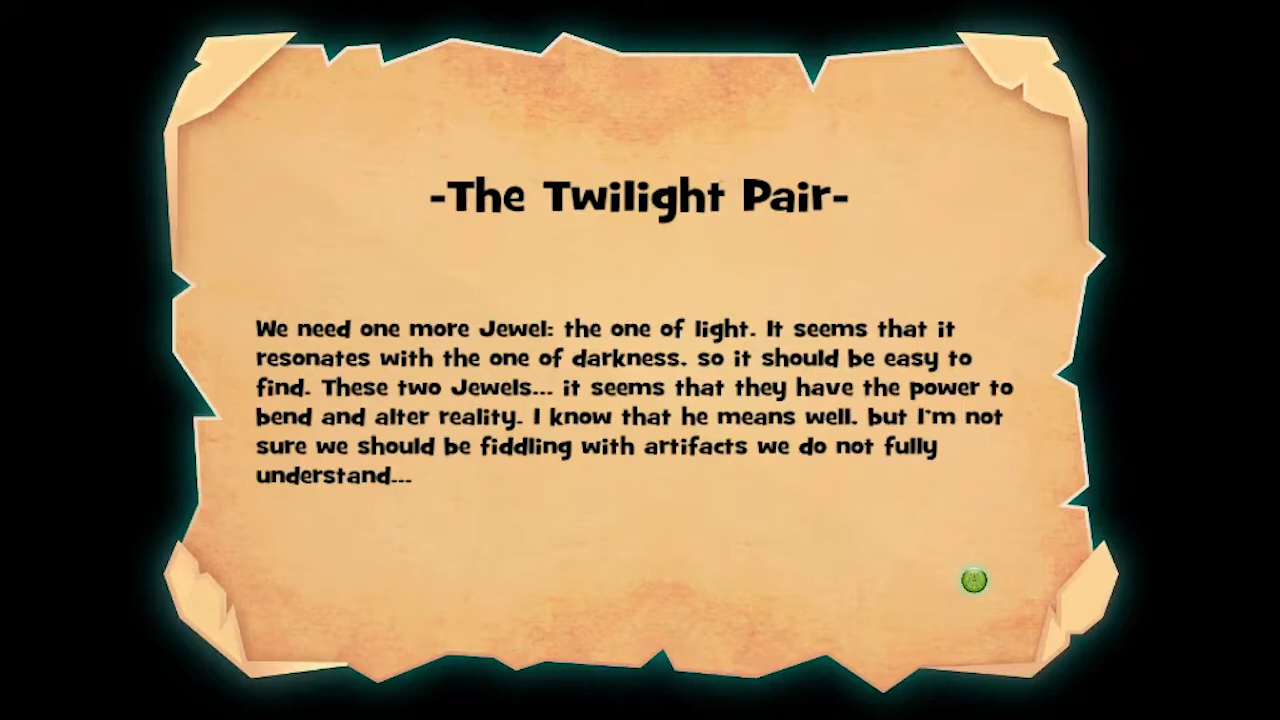 -The Twilight Pair-
We need one more Jewel: the one of light. It seems that it
resonates with the one of darkness. so it should be easy to
find. These two Jewels... it seems that they have the power to
bend and alter reality. I know that he means well. but I'm not
sure we should be fiddling with artifacts we do not fully
understand...
A